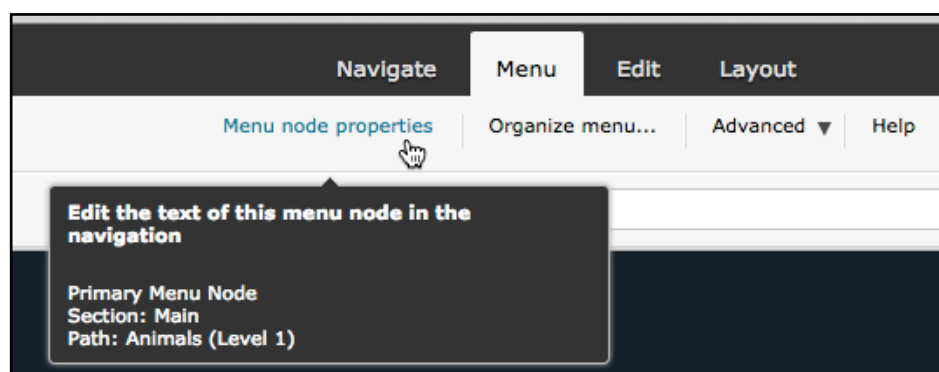 Navigate Menu Edit Layout
Menu node properties Organize menu... Advanced ▼ Help
Edit the text of this menu node in the
navigation
Primary Menu Node
Section: Main
Path: Animals (Level 1)